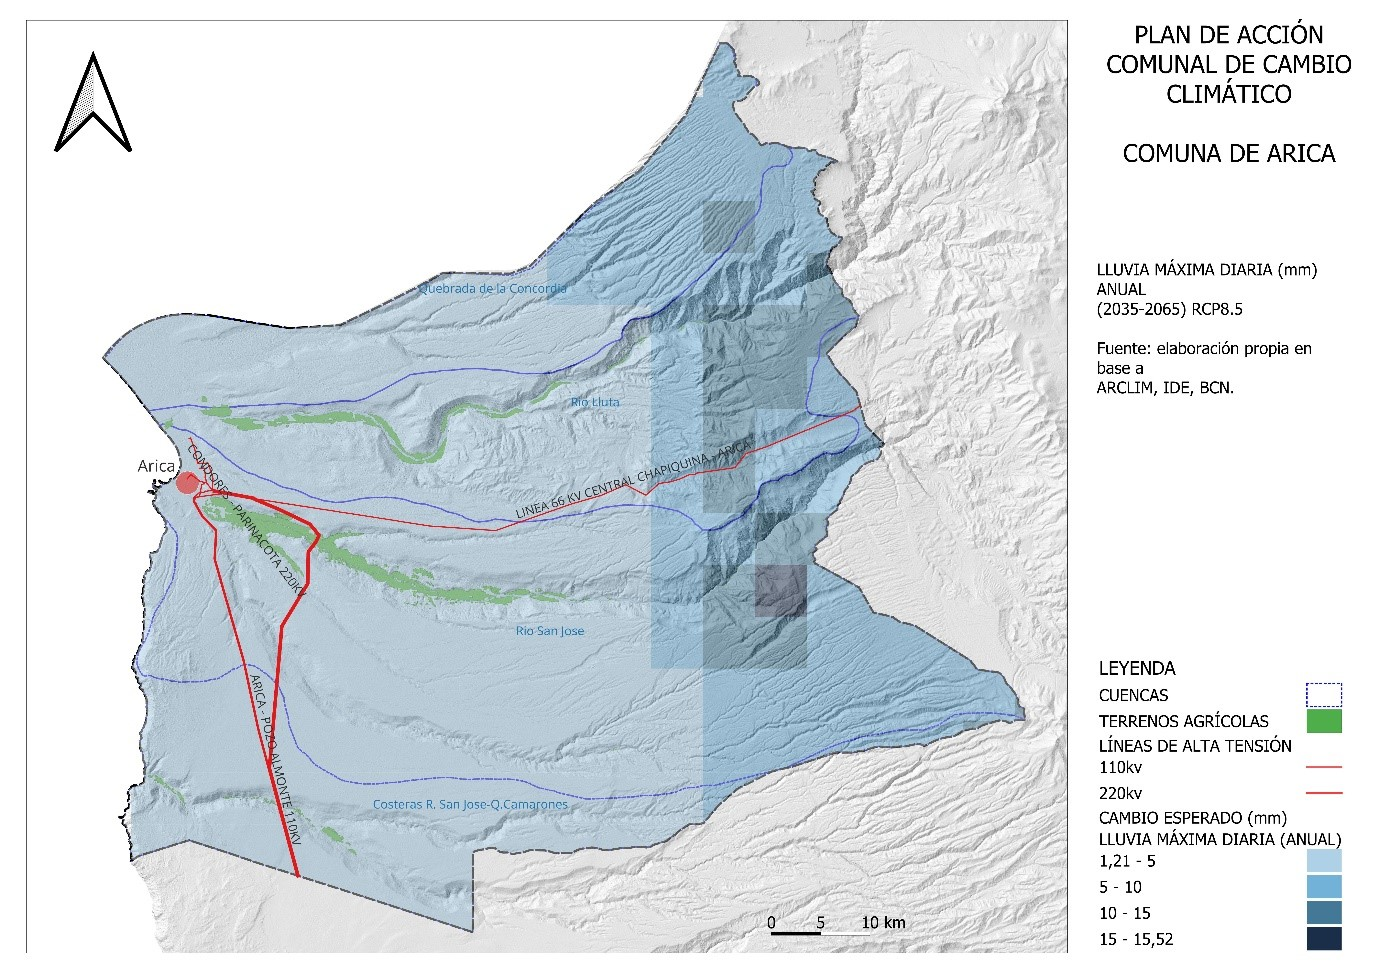 PLAN DE ACCIÓN
COMUNAL DE CAMBIO
CLIMÁTICO
COMUNA DE ARICA
LLUVIA MÁXIMA DIARIA (mm)
ANUAL
(2035-2065) RCP8.5
Fuente: elaboración propia en
base a
ARCLIM, IDE, BCN.
Quebrada de la Concordia
Rio Lluta
Arica
CONDORES - PARINACOTA 220KV
LINEA 66 KV CENTRAL CHAPIQUINA - ARICA
Rio San Jose
ARICA - POZO ALMONTE 110KV
Costeras R. San Jose-Q.Camarones
0 5 10 km
LEYENDA
CUENCAS
TERRENOS AGRÍCOLAS
LÍNEAS DE ALTA TENSIÓN
110kv
220kv
CAMBIO ESPERADO (mm)
LLUVIA MÁXIMA DIARIA (ANUAL)
1,21 - 5
5 - 10
10 - 15
15 - 15,52